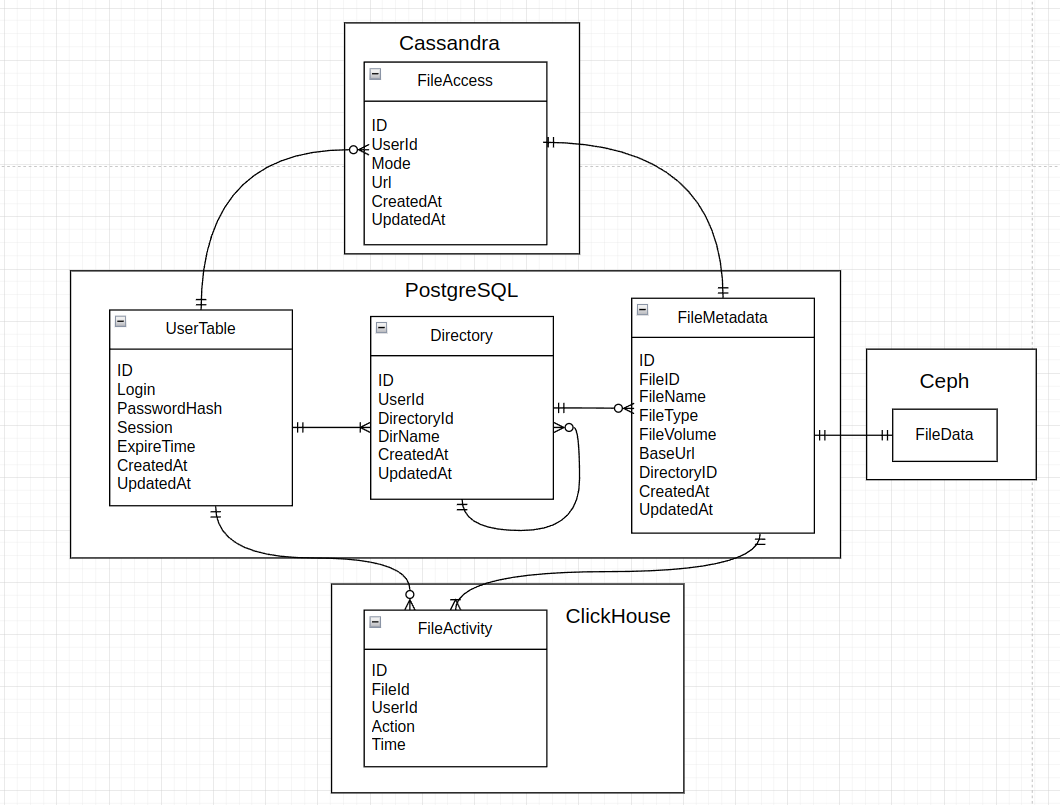 Cassandra
FileAccess
ID
UserId
Mode
Url
CreatedAt
UpdatedAt
PostgreSQL
UserTable
ID
Login
PasswordHash
Session
ExpireTime
CreatedAt
UpdatedAt
Directory
ID
UserId
DirectoryId
DirName
CreatedAt
UpdatedAt
FileMetadata
ID
FileID
FileName
FileType
FileVolume
BaseUrl
DirectoryID
CreatedAt
UpdatedAt
Ceph
FileData
ClickHouse
FileActivity
ID
FileId
UserId
Action
Time